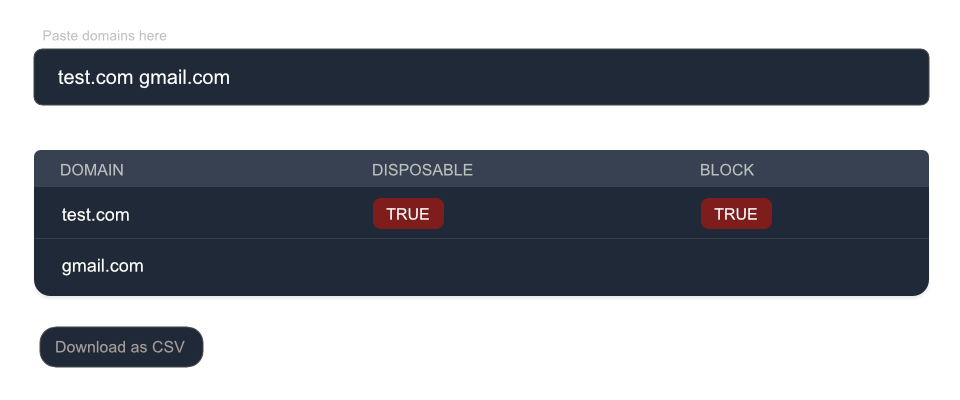 Paste domains here
test.com gmail.com
DOMAIN DISPOSABLE BLOCK
test.com TRUE TRUE
gmail.com
Download as CSV